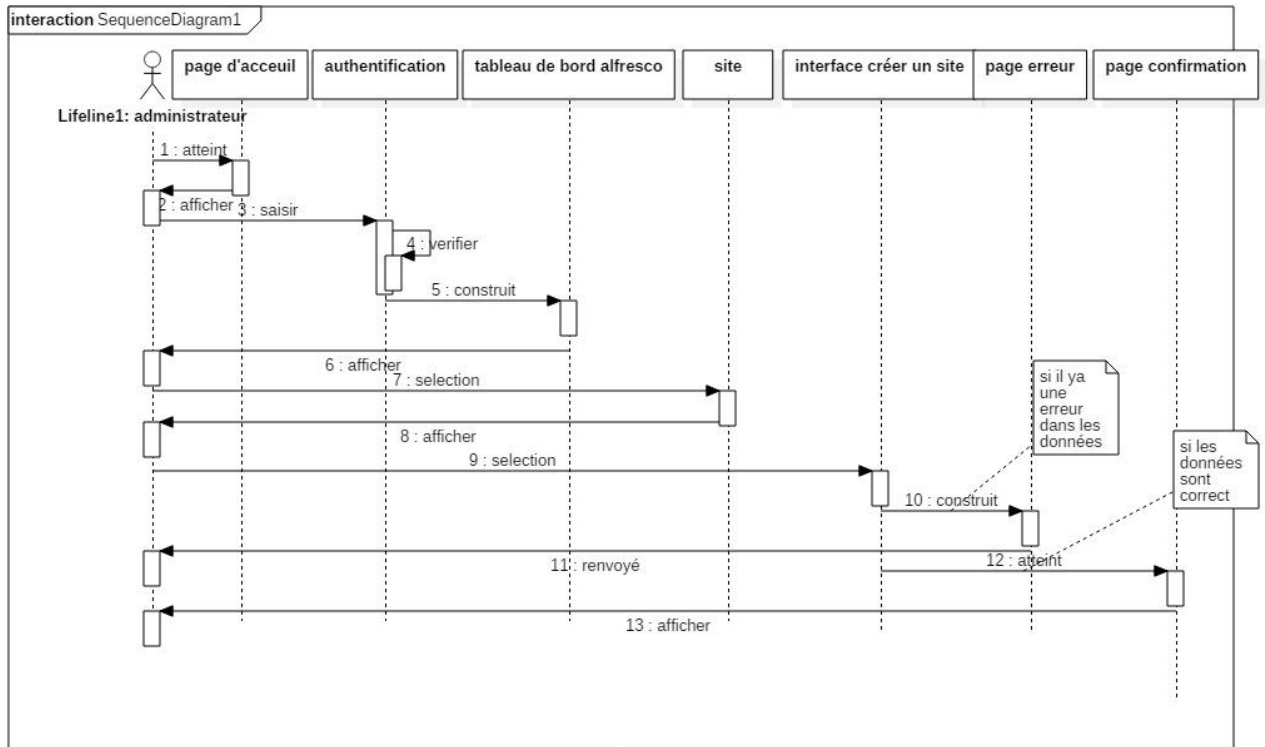 interaction SequenceDiagram1
page d'acceuil
authentification
tableau de bord alfresco
site
interface créer un site
page erreur
page confirmation
Lifeline1: administrateur
1 : atteint
2 : afficher
3 : saisir
4 : verifier
5 : construit
6 : afficher
7 : selection
8 : afficher
9 : selection
si il ya
une
erreur
dans les
données
si les
données
sont
correct
10 : construit
11 : renvoyé
12 : atteint
13 : afficher